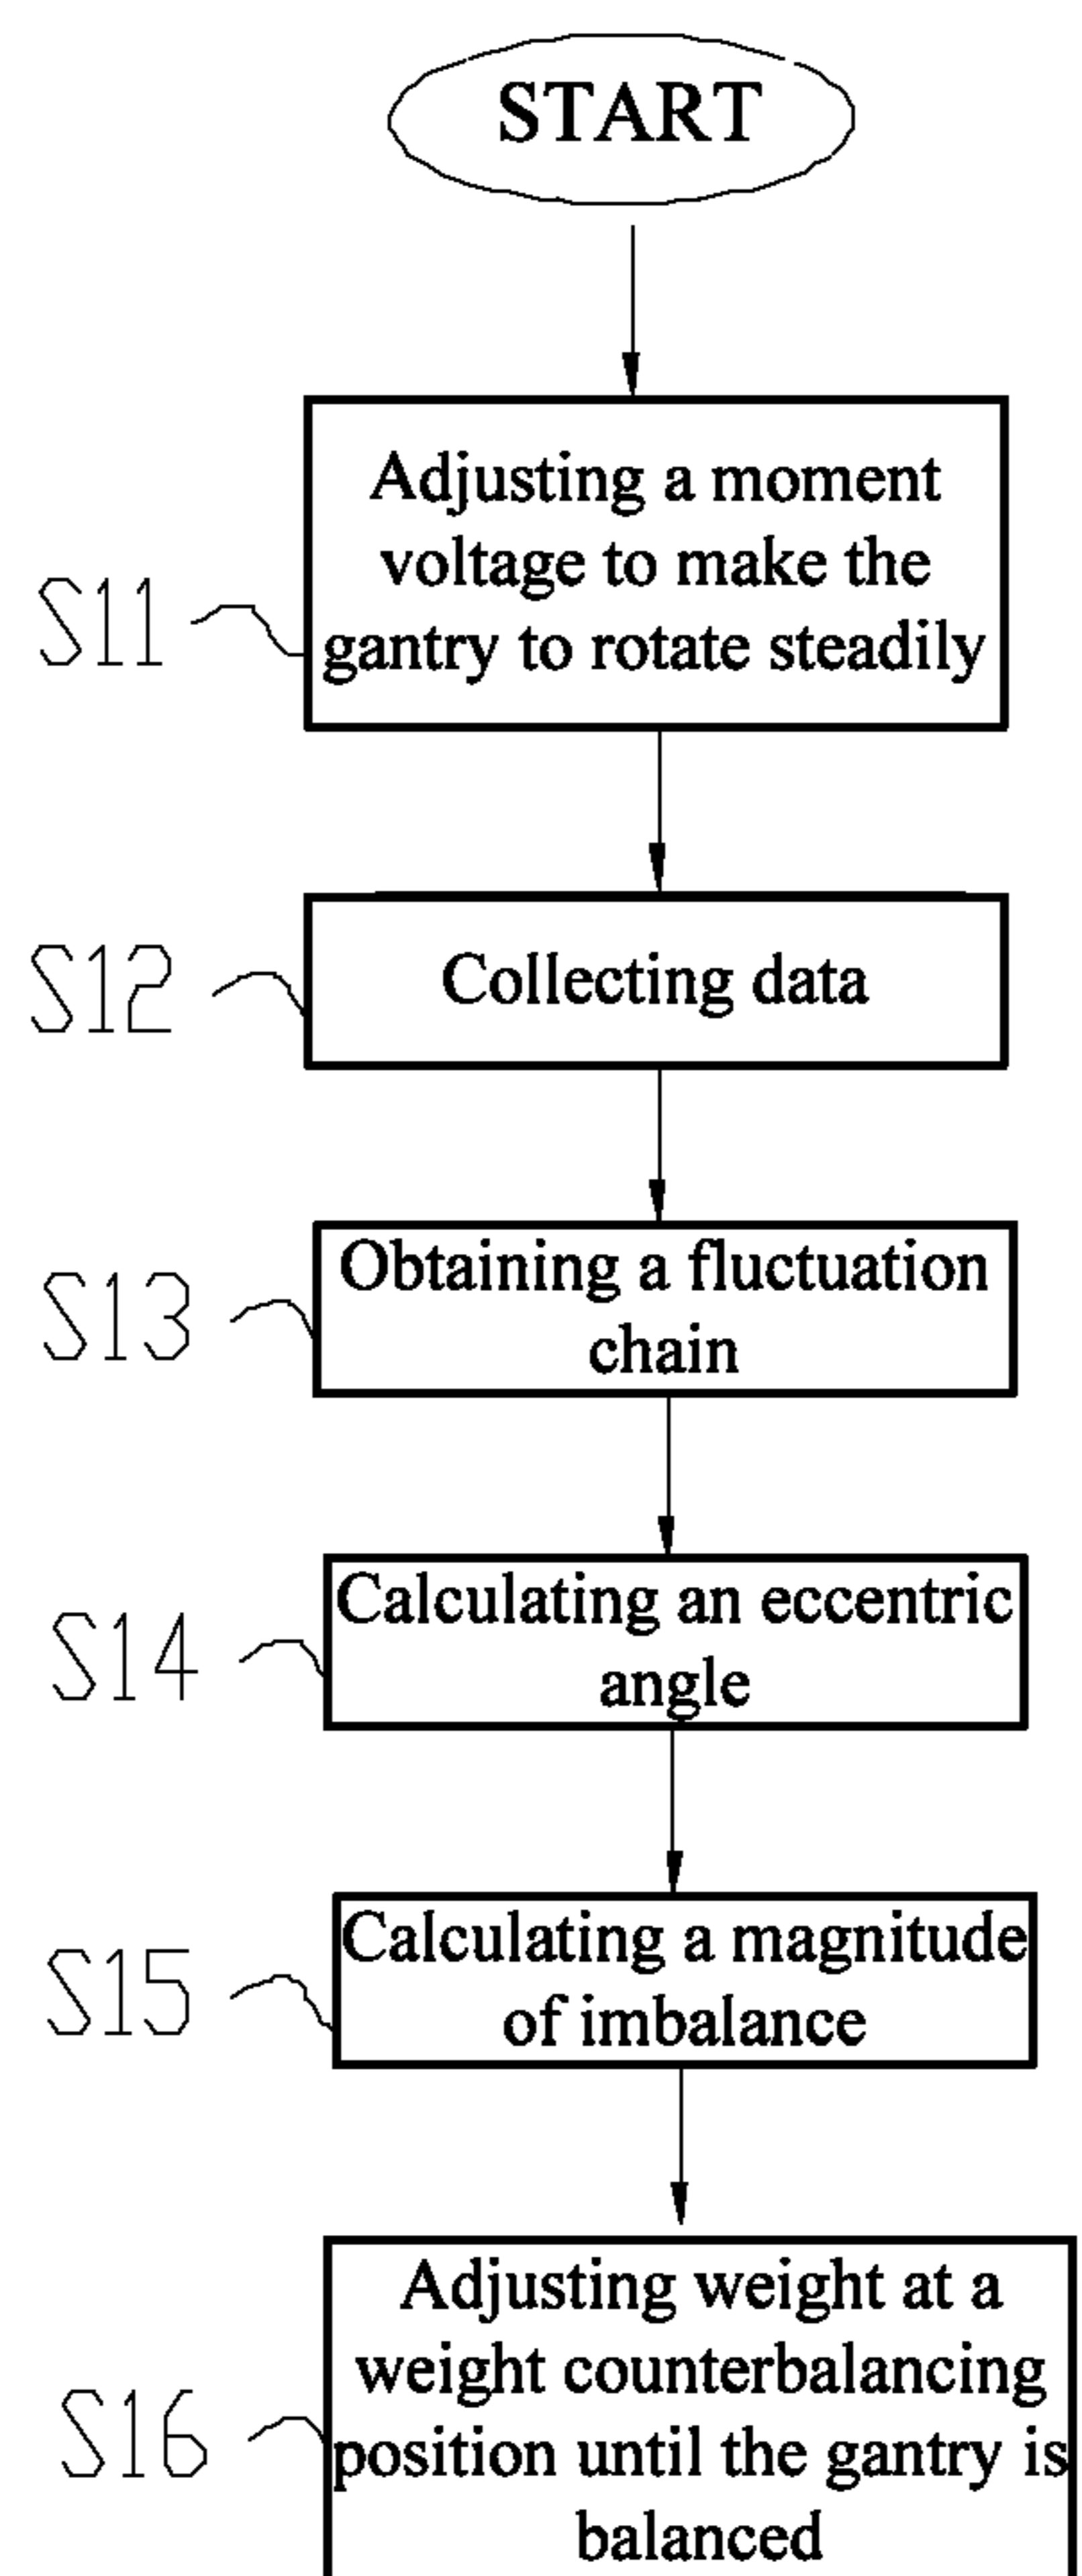 START
Adjusting a moment
voltage to make the
gantry to rotate steadily
S11
Collecting data
S12
Obtaining a fluctuation
chain
S13
Calculating an eccentric
angle
S14
Calculating a magnitude
of imbalance
S15
Adjusting weight at a
weight counterbalancing
position until the gantry is
balanced
S16